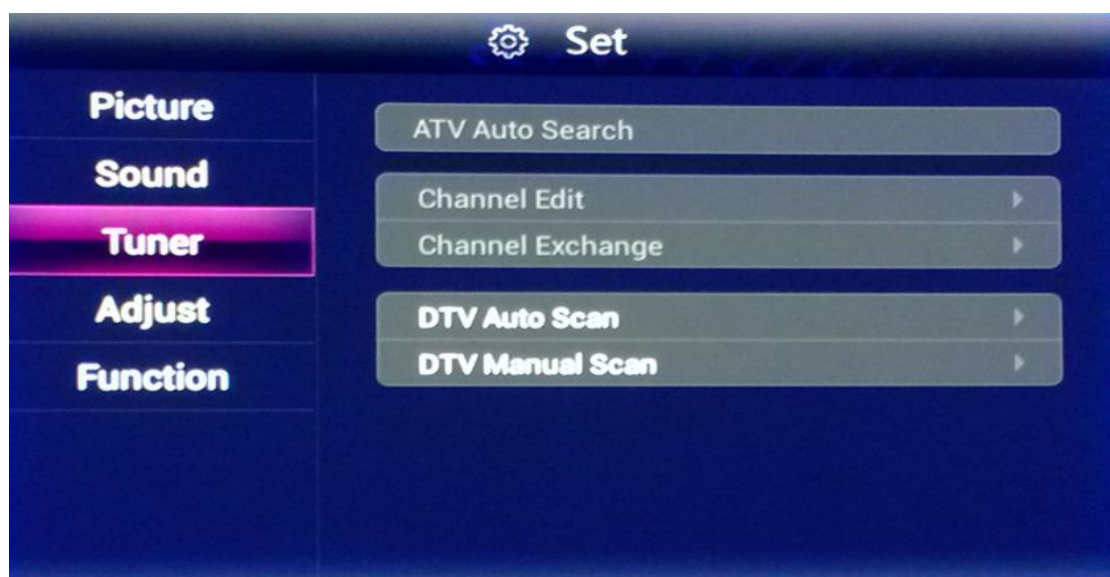 Set
Picture
Sound
Tuner
Adjust
Function
ATV Auto Search
Channel Edit
Channel Exchange
DTV Auto Scan
DTV Manual Scan